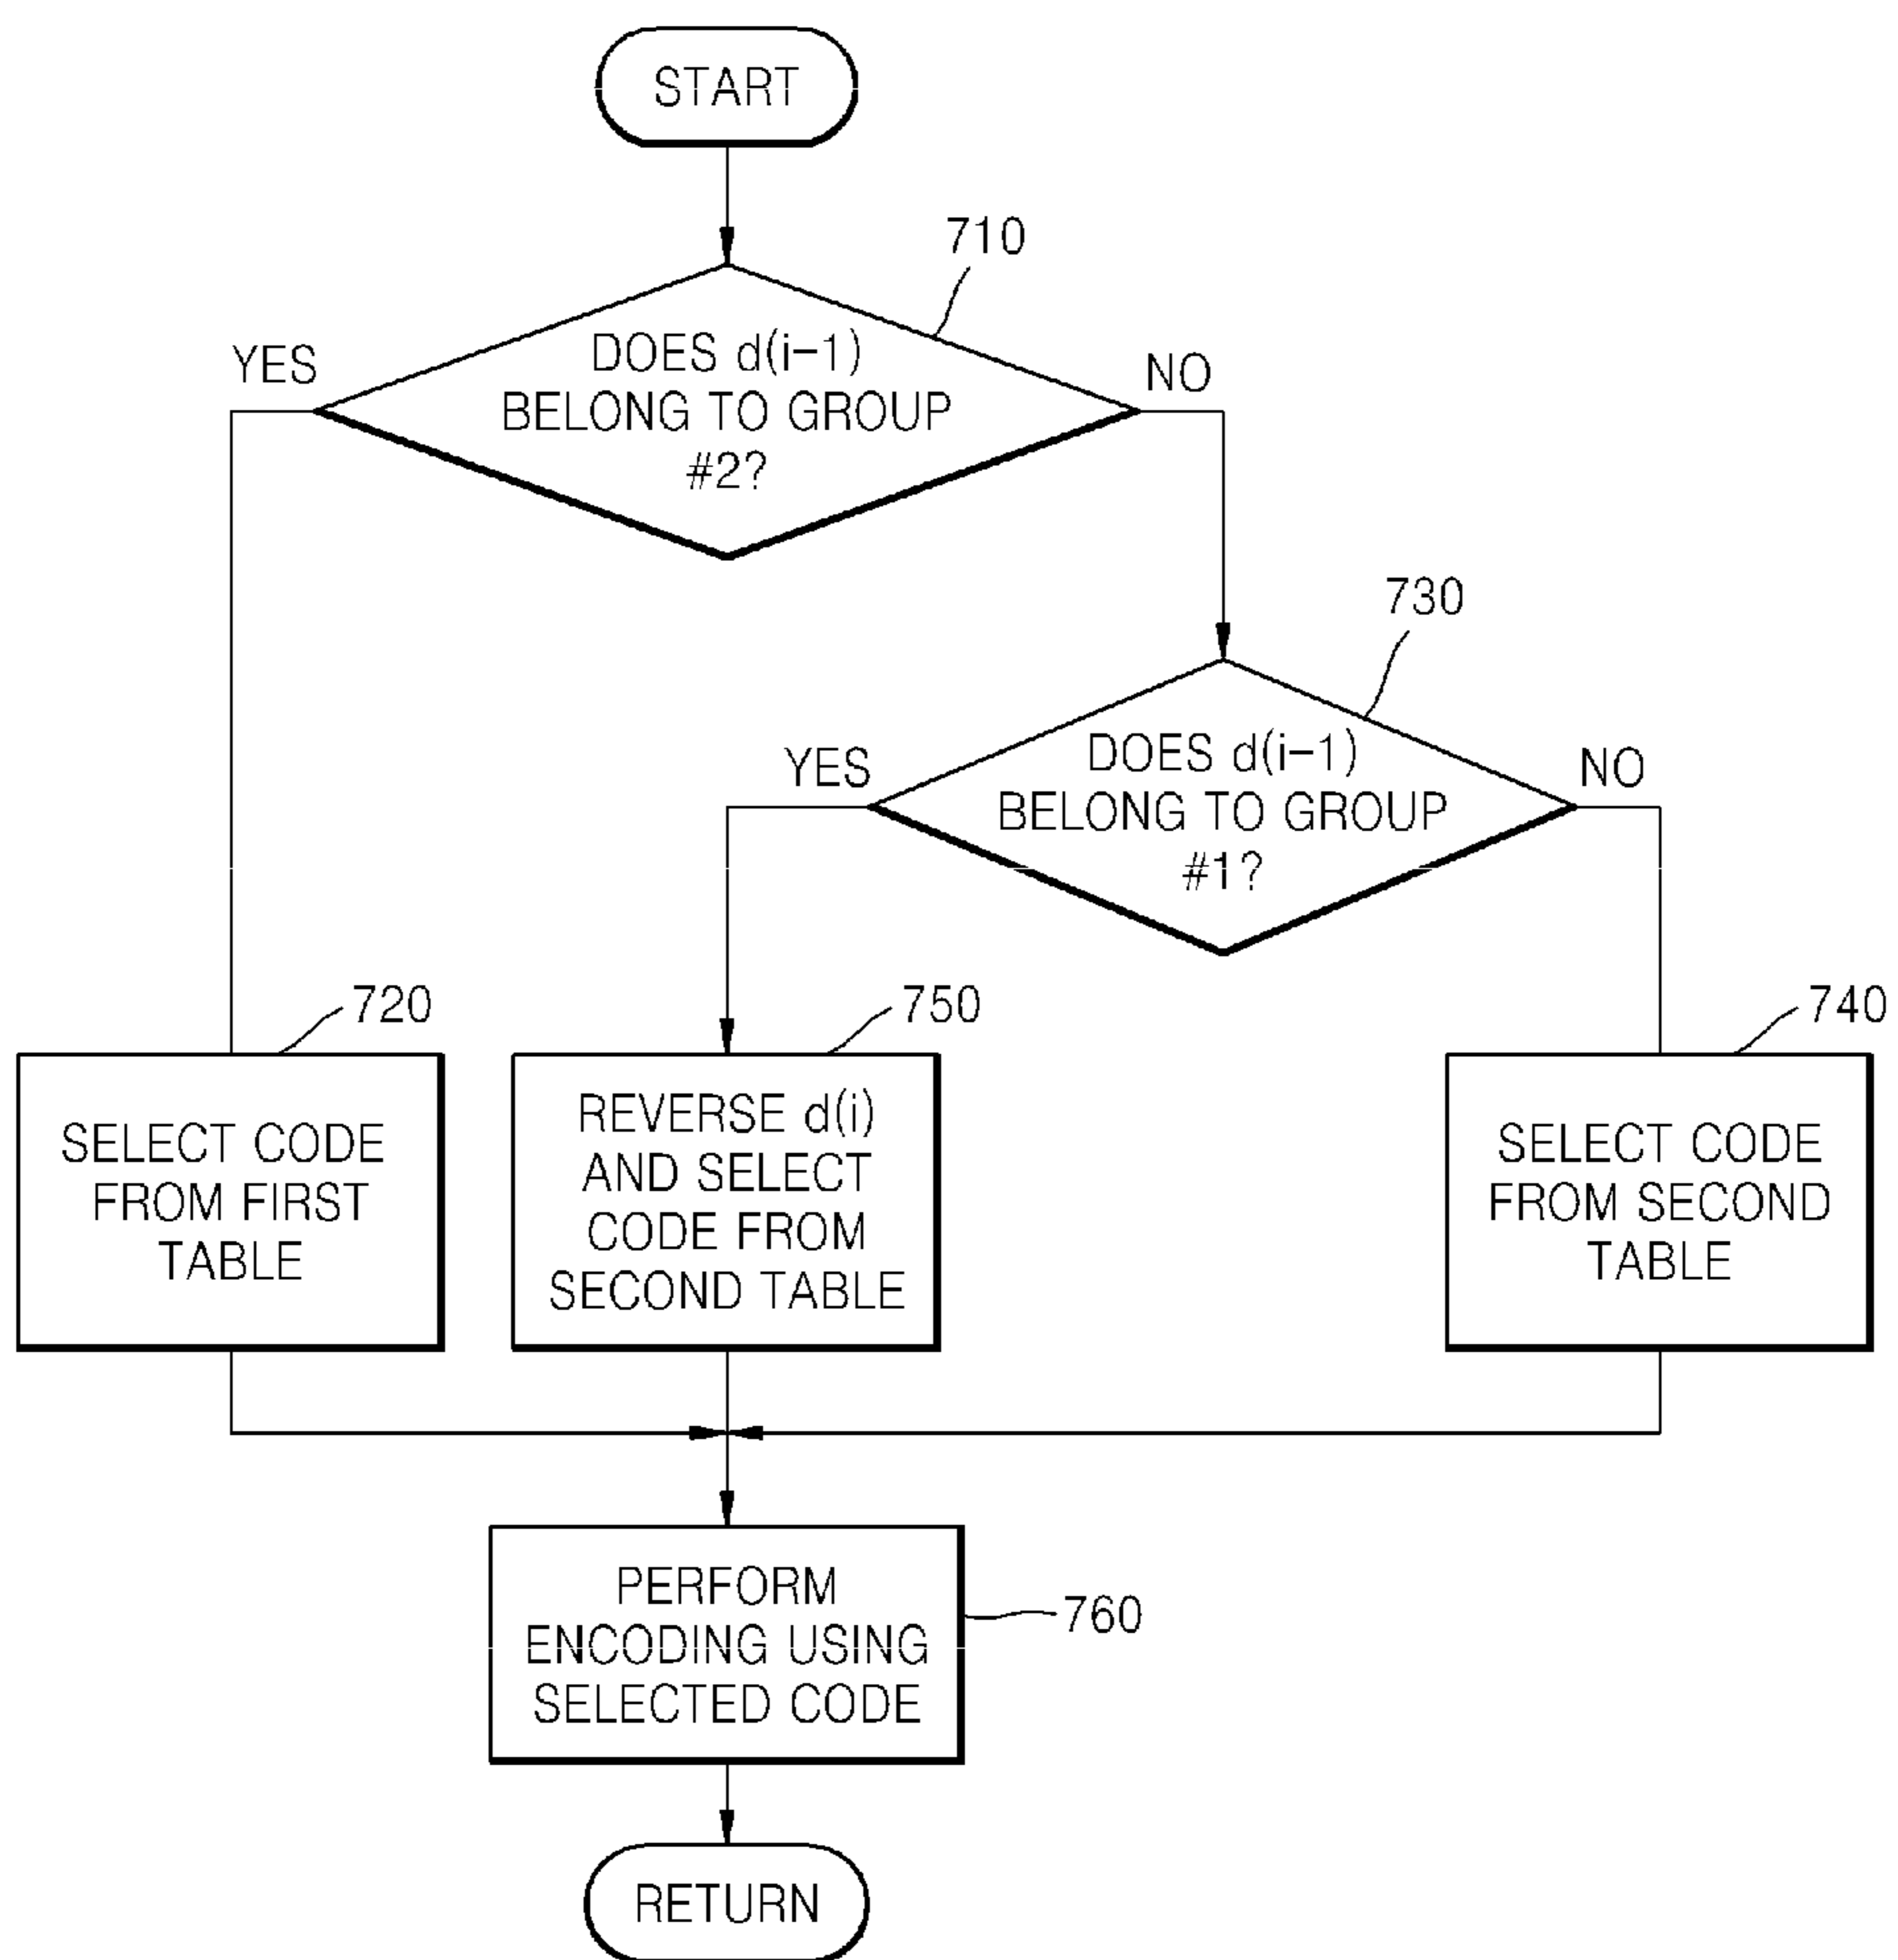 START
710
DOES d(i-1)
BELONG TO GROUP
#2?
YES
NO
730
DOES d(i-1)
BELONG TO GROUP
#1?
YES
NO
720
SELECT CODE
FROM FIRST
TABLE
750
REVERSE d(i)
AND SELECT
CODE FROM
SECOND TABLE
740
SELECT CODE
FROM SECOND
TABLE
PERFORM
ENCODING USING
SELECTED CODE
760
RETURN